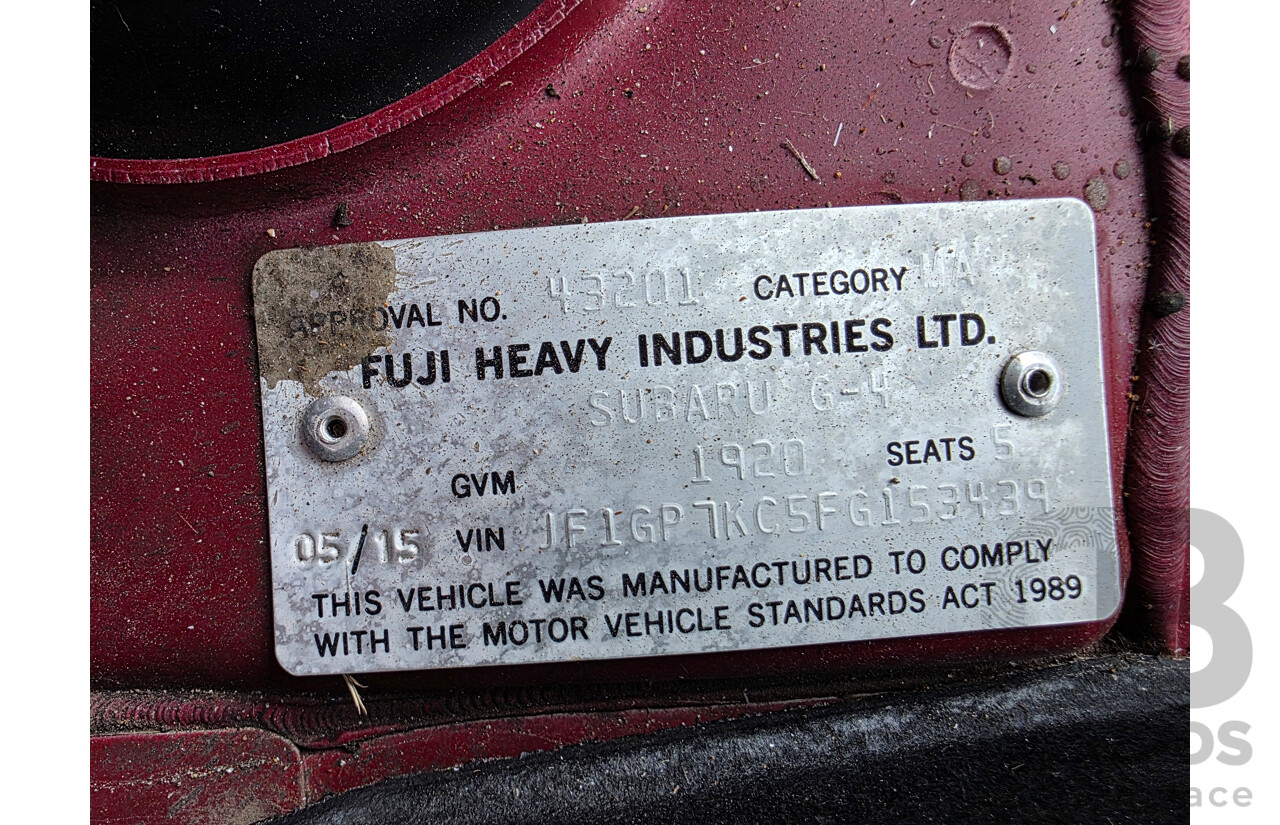 APPROVAL NO. 43201 CATEGORY MA
FUJI HEAVY INDUSTRIES LTD.
SUBARU G-4
GVM 1920 SEATS 5
05/15 VIN JF1GP7KC5FG153439
THIS VEHICLE WAS MANUFACTURED TO COMPLY
WITH THE MOTOR VEHICLE STANDARDS ACT 1989